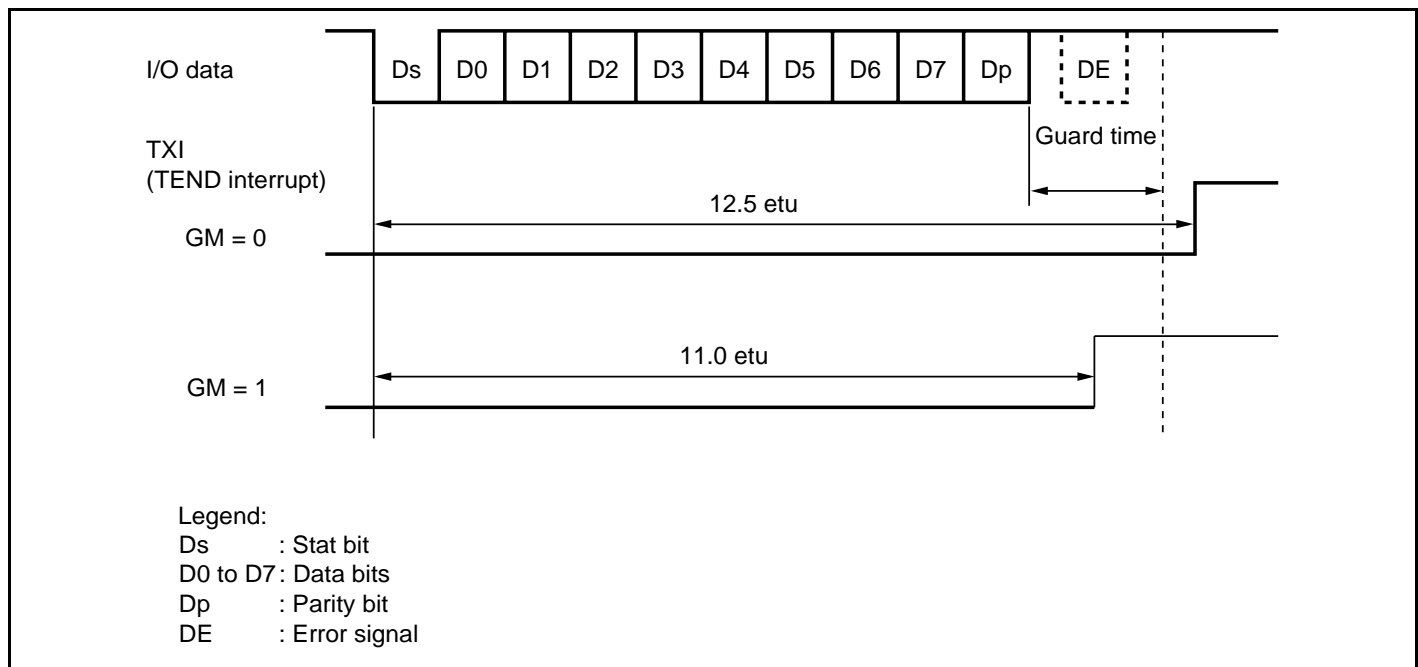 I/O data
Ds D0 D1 D2 D3 D4 D5 D6 D7 Dp DE
Guard time
TXI
(TEND interrupt)
12.5 etu
GM = 0
11.0 etu
GM = 1
Legend:
Ds : Stat bit
D0 to D7 : Data bits
Dp : Parity bit
DE : Error signal